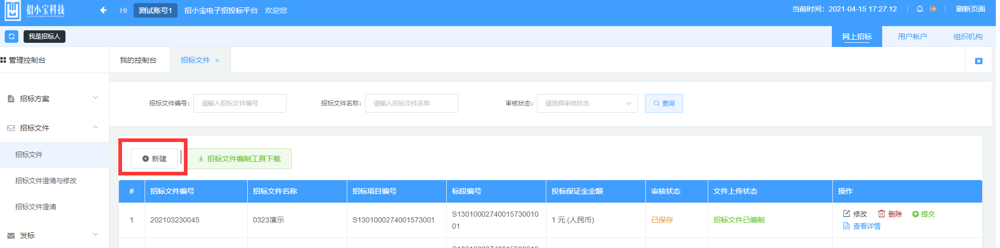 招小宝科技
Hi 测试账号1 招小宝电子招投标平台 欢迎您
当前时间：2021-04-15 17:27:12 刷新页面
我是招标人
网上招标 用户帐户 组织机构
管理控制台
我的控制台 招标文件 ×
招标方案
招标文件
招标文件
招标文件澄清与修改
招标文件澄清
发标
招标文件编号： 请输入招标文件编号 招标文件名称： 请输入招标文件名称 审核状态： 请选择审核状态 查询
新建 招标文件编制工具下载
# 招标文件编号 招标文件名称 招标项目编号 标段编号 投标保证金金额 审核状态 文件上传状态 操作
1 202103230045 0323演示 S1301000274001573001 S13010002740015730010 1 元 (人民币) 已保存 招标文件已编制 修改 删除 提交
01 查看详情